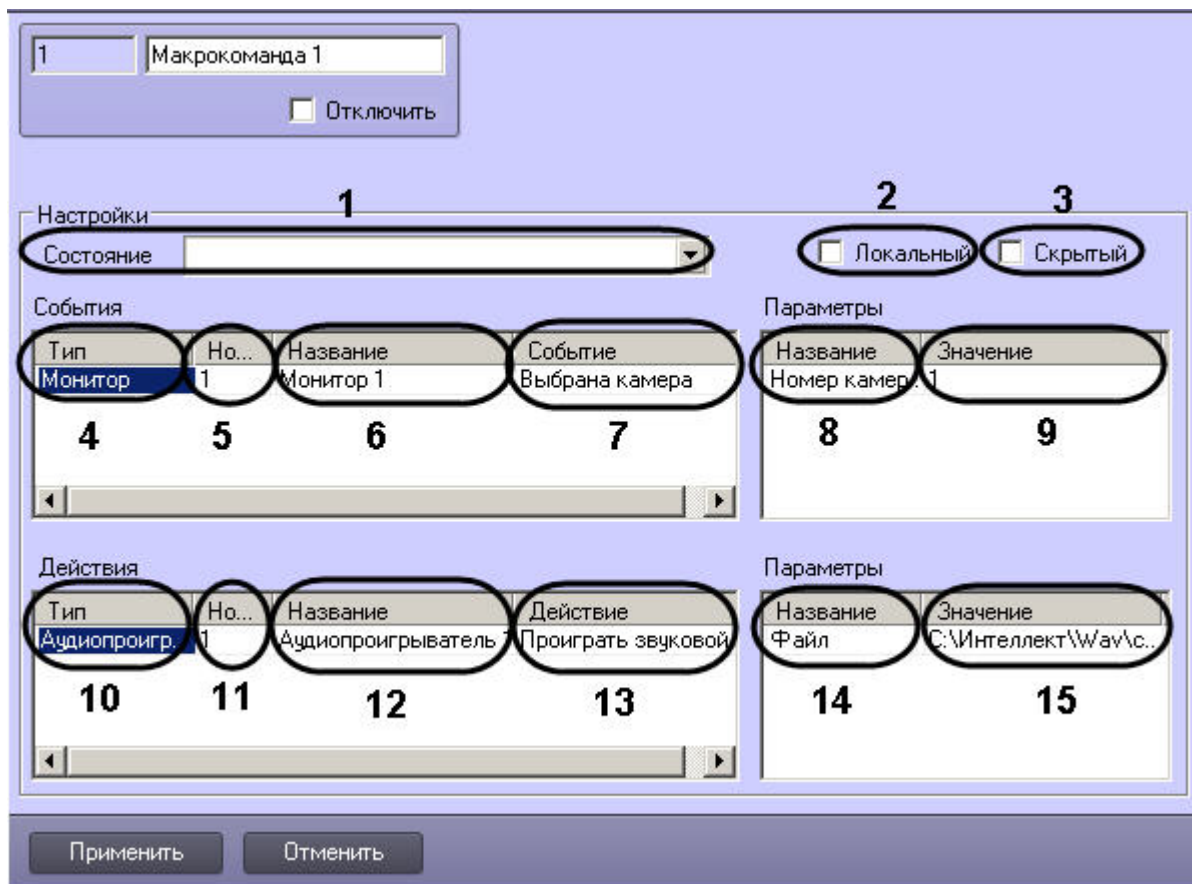 1 Макрокоманда 1
Отключить
1 2 3
Настройки
Состояние Локальный Скрытый
События Параметры
Тип Но... Название Событие Название Значение
Монитор 1 Монитор 1 Выбрана камера Номер камер. 1
4 5 6 7 8 9
Действия Параметры
Тип Но... Название Действие Название Значение
Аудиопроигр. 1 Аудиопроигрыватель 1 Проиграть звуковой Файл C:\Интеллект\Wav\c..
10 11 12 13 14 15
Применить Отменить